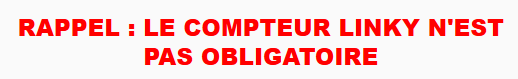 RAPPEL : LE COMPTEUR LINKY N'EST
PAS OBLIGATOIRE